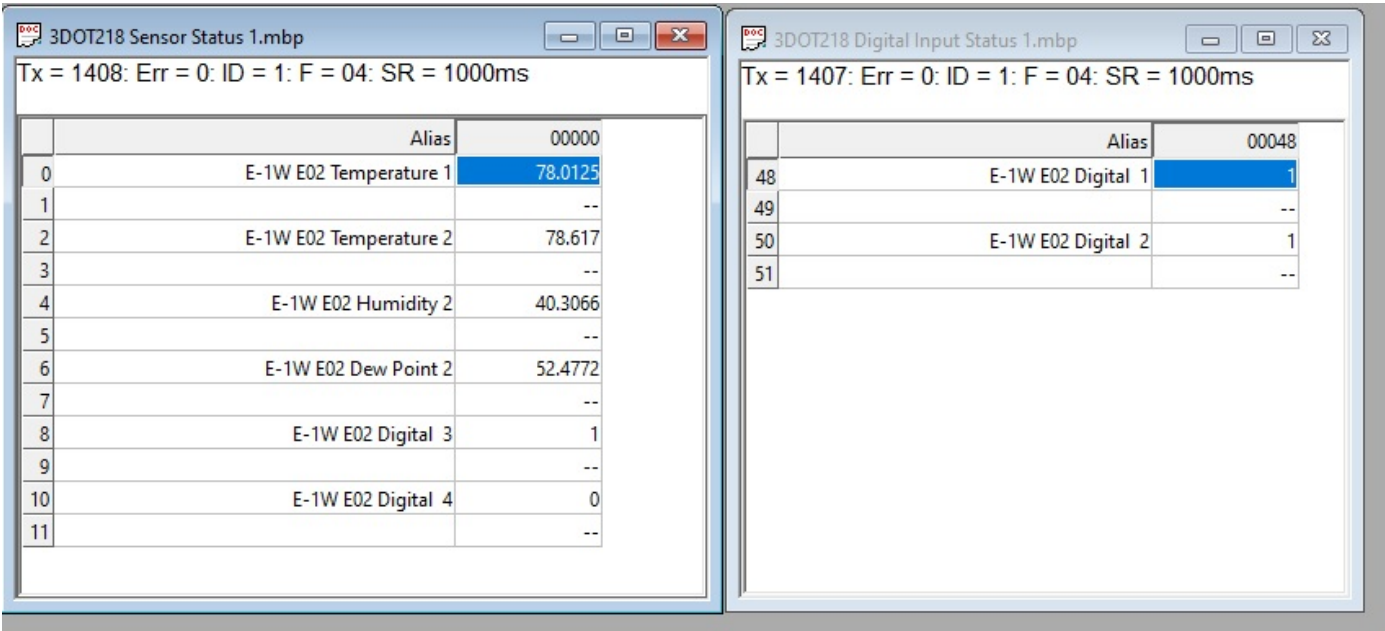 3DOT218 Sensor Status 1.mbp
Tx = 1408: Err = 0: ID = 1: F = 04: SR = 1000ms
Alias 00000
0 E-1W E02 Temperature 1 78.0125
1 --
2 E-1W E02 Temperature 2 78.617
3 --
4 E-1W E02 Humidity 2 40.3066
5 --
6 E-1W E02 Dew Point 2 52.4772
7 --
8 E-1W E02 Digital 3 1
9 --
10 E-1W E02 Digital 4 0
11 --
3DOT218 Digital Input Status 1.mbp
Tx = 1407: Err = 0: ID = 1: F = 04: SR = 1000ms
Alias 00048
48 E-1W E02 Digital 1 1
49 --
50 E-1W E02 Digital 2 1
51 --